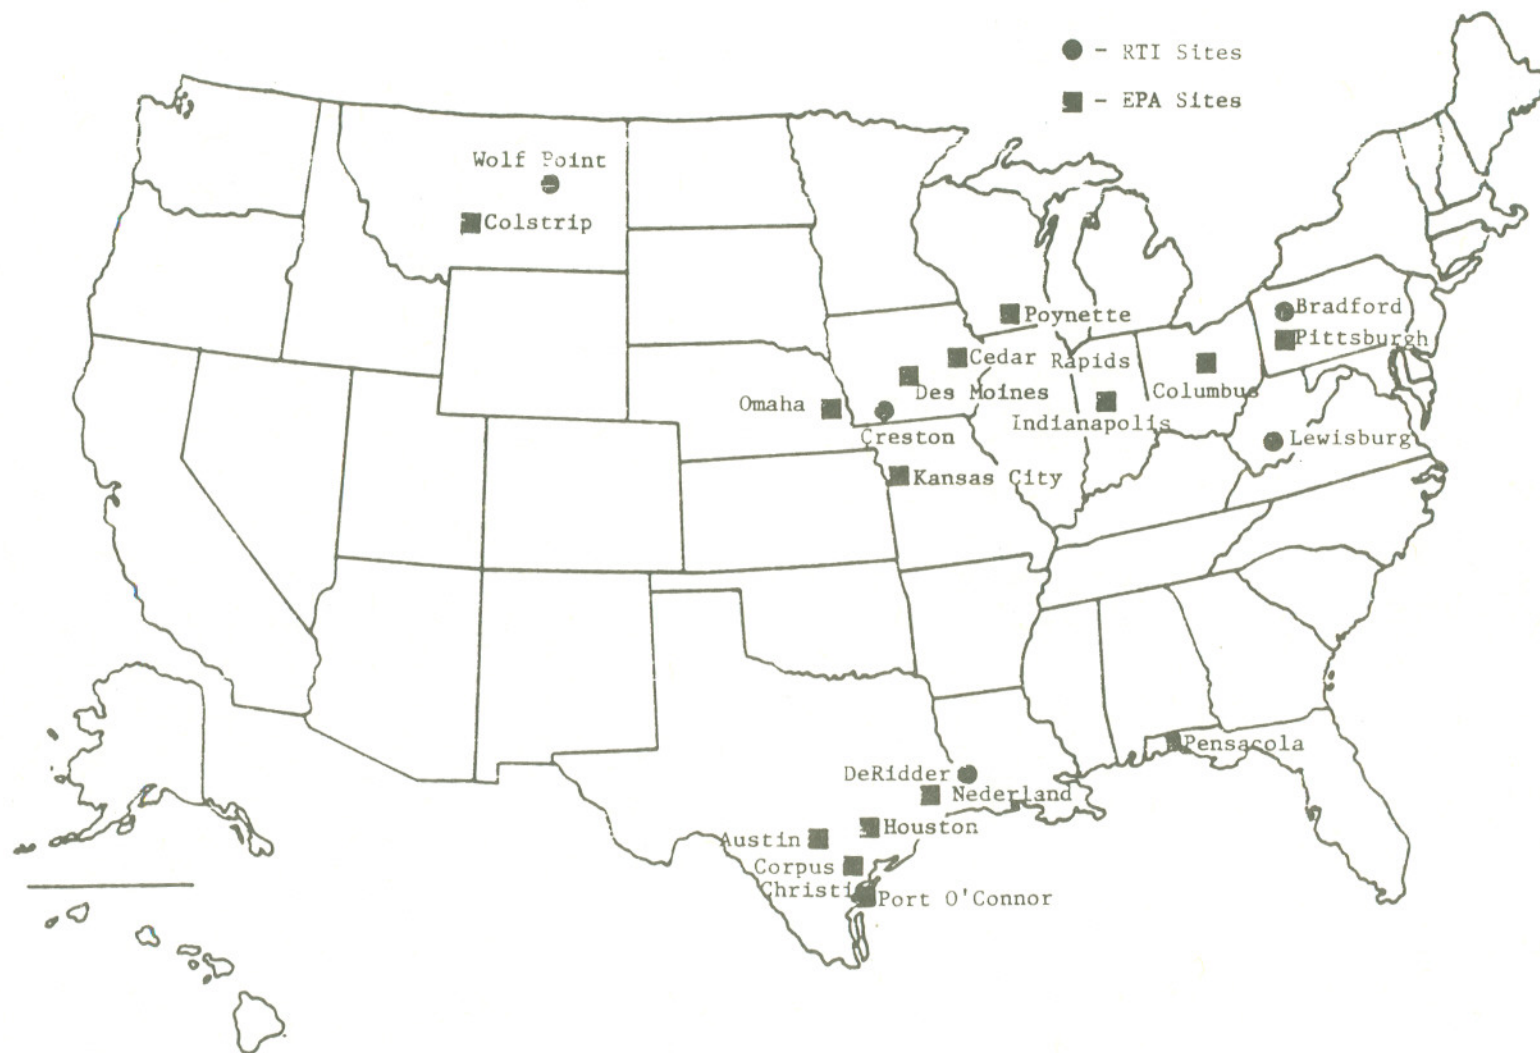 ● - RTI Sites
■ - EPA Sites
Wolf Point
Colstrip
Poynette
Bradford
Pittsburgh
Cedar Rapids
Des Moines
Columbus
Omaha
Indianapolis
Creston
Lewisburg
Kansas City
Pensacola
DeRidder
Nederland
Houston
Austin
Corpus
Christi
Port O'Connor